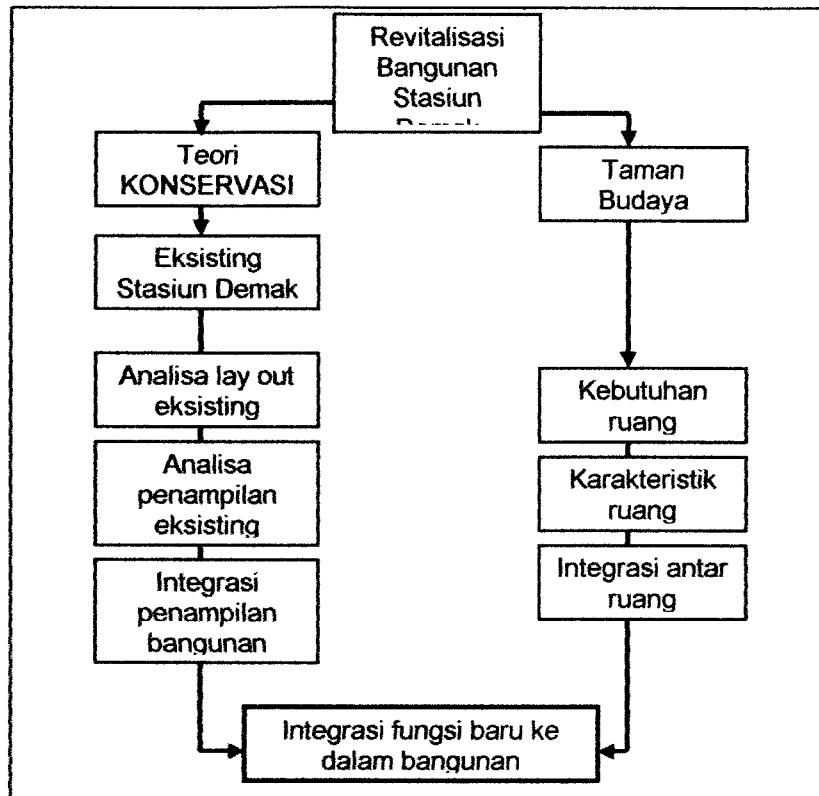 Revitalisasi
Bangunan
Stasiun
Demak
Teori
KONSERVASI
Eksisting
Stasiun Demak
Analisa lay out
eksisting
Analisa
penampilan
eksisting
Integrasi
penampilan
bangunan
Taman
Budaya
Kebutuhan
ruang
Karakteristik
ruang
Integrasi antar
ruang
Integrasi fungsi baru ke
dalam bangunan